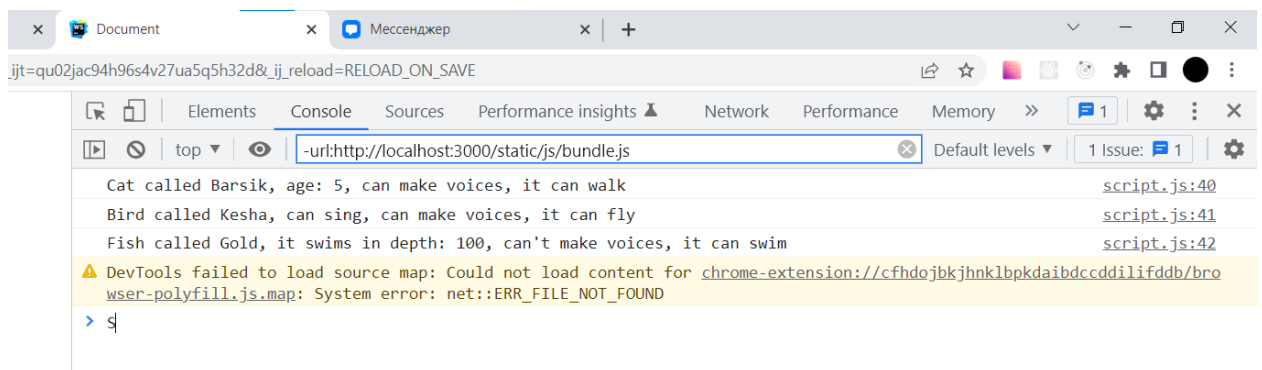 Document
Мессенджер
_ijt=qu02jac94h96s4v27ua5q5h32d&_ij_reload=RELOAD_ON_SAVE
Elements Console Sources Performance insights Network Performance Memory 1
top -url:http://localhost:3000/static/js/bundle.js Default levels 1 Issue: 1
Cat called Barsik, age: 5, can make voices, it can walk script.js:40
Bird called Kesha, can sing, can make voices, it can fly script.js:41
Fish called Gold, it swims in depth: 100, can't make voices, it can swim script.js:42
DevTools failed to load source map: Could not load content for chrome-extension://cfhdojbkjhnklbpkdaibdccddilifddb/bro
wser-polyfill.js.map: System error: net::ERR_FILE_NOT_FOUND
> S